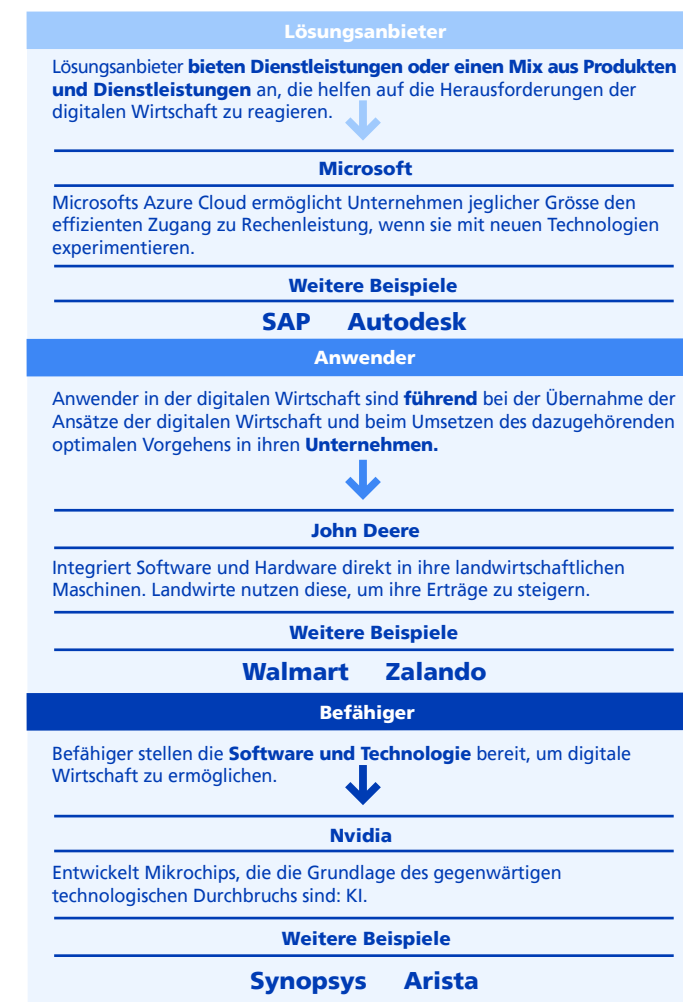 Lösungsanbieter
Lösungsanbieter bieten Dienstleistungen oder einen Mix aus Produkten
und Dienstleistungen an, die helfen auf die Herausforderungen der
digitalen Wirtschaft zu reagieren.
Microsoft
Microsofts Azure Cloud ermöglicht Unternehmen jeglicher Grösse den
effizienten Zugang zu Rechenleistung, wenn sie mit neuen Technologien
experimentieren.
Weitere Beispiele
SAP Autodesk
Anwender
Anwender in der digitalen Wirtschaft sind führend bei der Übernahme der
Ansätze der digitalen Wirtschaft und beim Umsetzen des dazugehörenden
optimalen Vorgehens in ihren Unternehmen.
John Deere
Integriert Software und Hardware direkt in ihre landwirtschaftlichen
Maschinen. Landwirte nutzen diese, um ihre Erträge zu steigern.
Weitere Beispiele
Walmart Zalando
Befähiger
Befähiger stellen die Software und Technologie bereit, um digitale
Wirtschaft zu ermöglichen.
Nvidia
Entwickelt Mikrochips, die die Grundlage des gegenwärtigen
technologischen Durchbruchs sind: KI.
Weitere Beispiele
Synopsys Arista